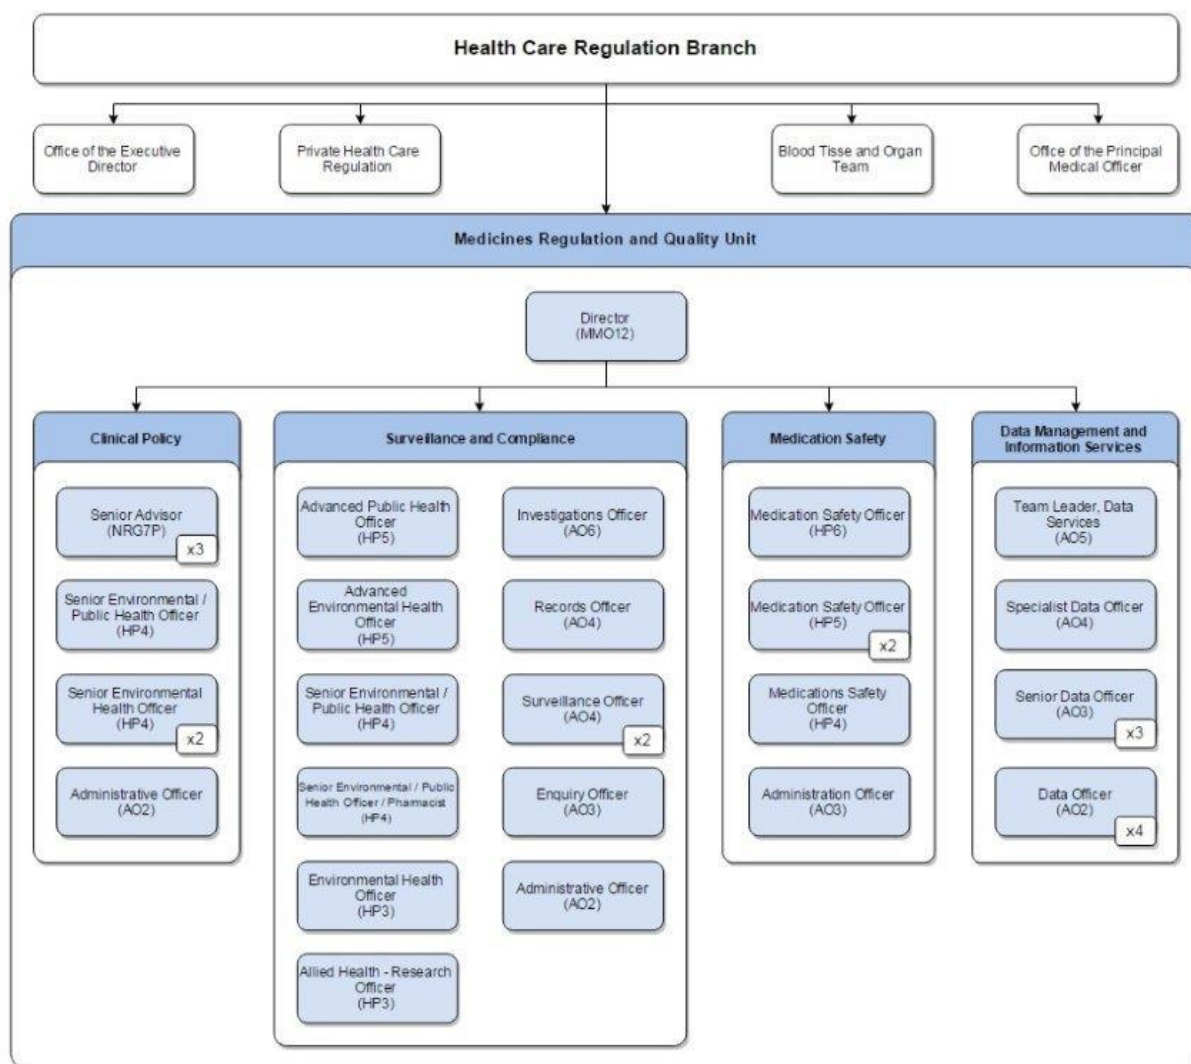 Health Care Regulation Branch
Office of the Executive
Director
Private Health Care
Regulation
Blood Tisse and Organ
Team
Office of the Principal
Medical Officer
Medicines Regulation and Quality Unit
Director
(MMO12)
Clinical Policy
Senior Advisor
(NRG7P)
x3
Senior Environmental /
Public Health Officer
(HP4)
Senior Environmental
Health Officer
(HP4)
x2
Administrative Officer
(AO2)
Surveillance and Compliance
Advanced Public Health
Officer
(HP5)
Advanced
Environmental Health
Officer
(HP5)
Senior Environmental /
Public Health Officer
(HP4)
Senior Environmental / Public
Health Officer / Pharmacist
(HP4)
Environmental Health
Officer
(HP3)
Allied Health - Research
Officer
(HP3)
Investigations Officer
(AO6)
Records Officer
(AO4)
Surveillance Officer
(AO4)
x2
Enquiry Officer
(AO3)
Administrative Officer
(AO2)
Medication Safety
Medication Safety Officer
(HP6)
Medication Safety Officer
(HP5)
x2
Medications Safety
Officer
(HP4)
Administration Officer
(AO3)
Data Management and
Information Services
Team Leader, Data
Services
(AO5)
Specialist Data Officer
(AO4)
Senior Data Officer
(AO3)
x3
Data Officer
(AO2)
x4